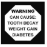 WARNING
CAN CAUSE:
TOOTH DECAY
WEIGHT GAIN
DIABETES